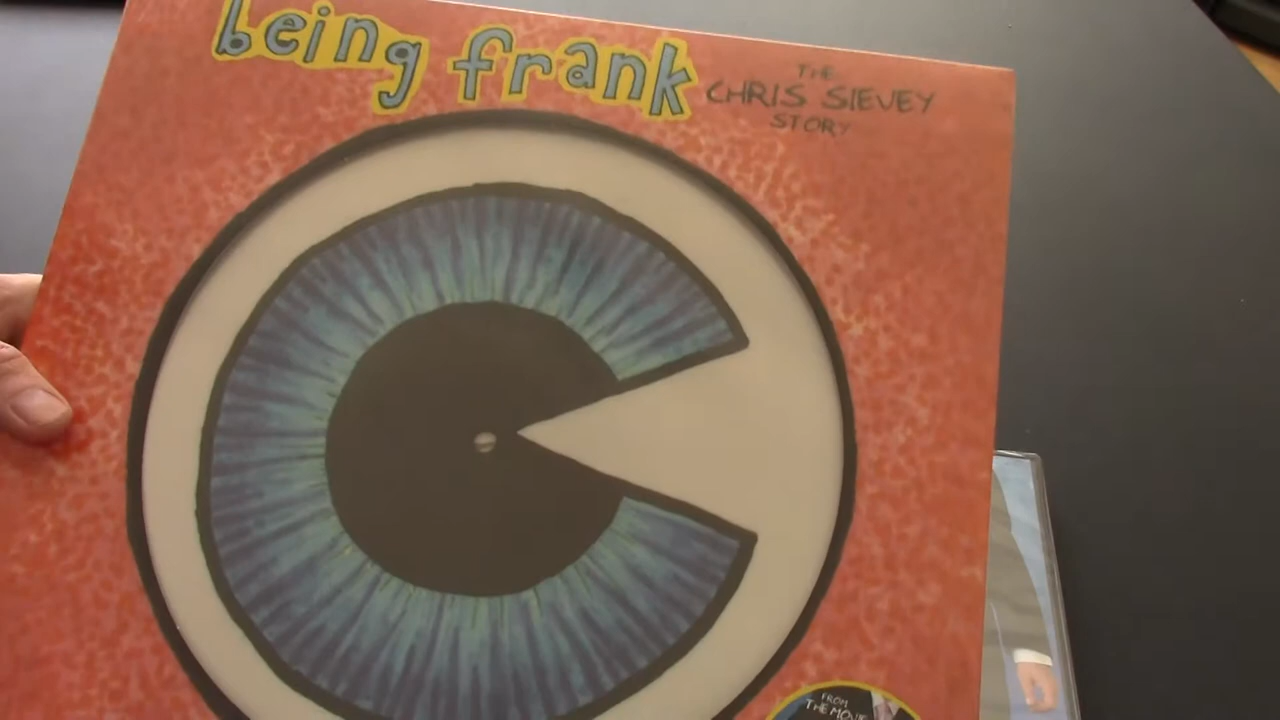 being frank
THE
CHRIS SIEVEY
STORY
FROM
THE MOVIE